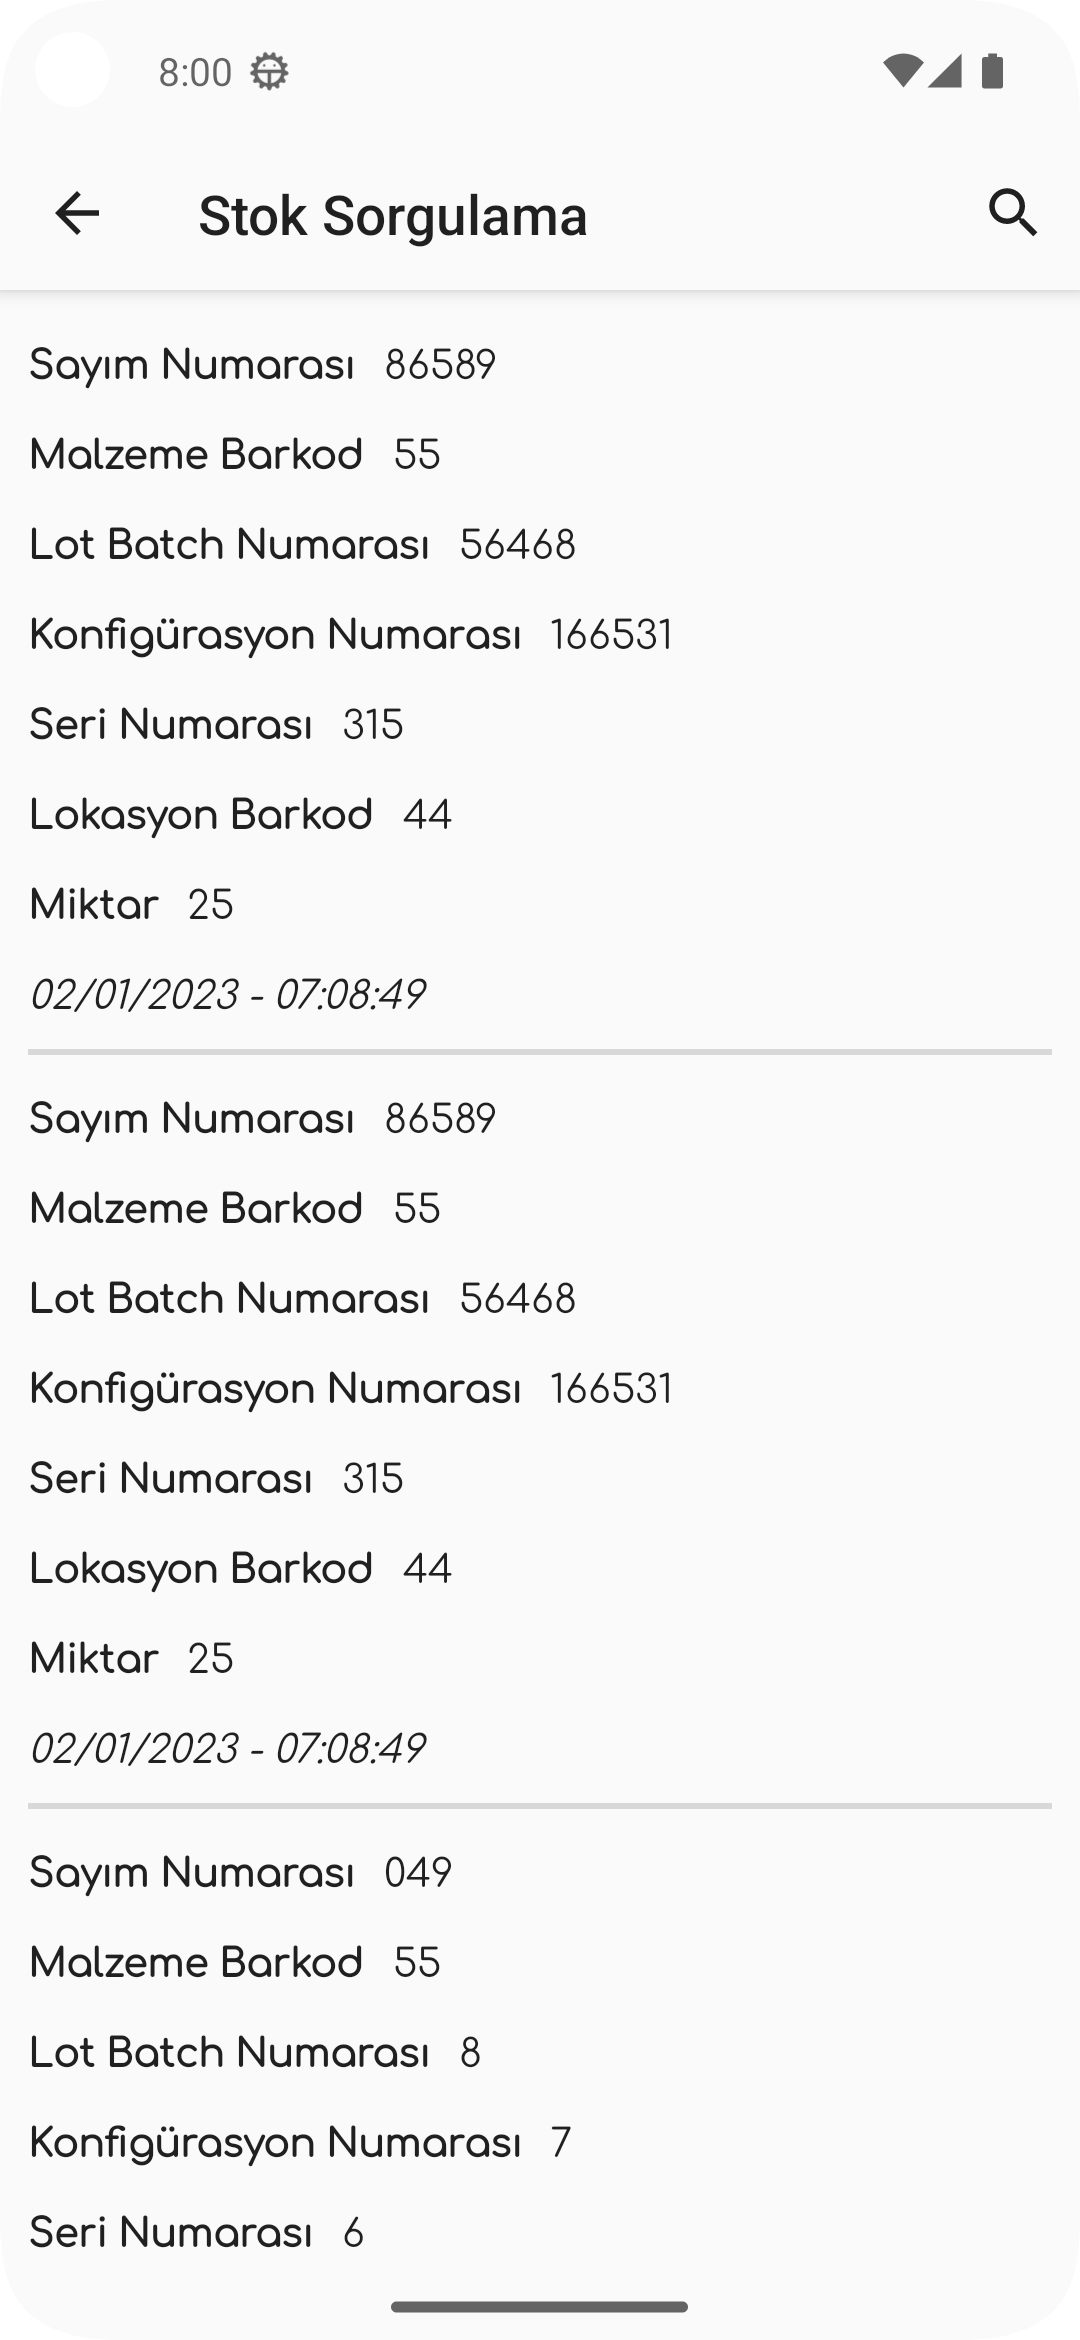 8:00
Stok Sorgulama
Sayım Numarası 86589
Malzeme Barkod 55
Lot Batch Numarası 56468
Konfigürasyon Numarası 166531
Seri Numarası 315
Lokasyon Barkod 44
Miktar 25
02/01/2023 - 07:08:49
Sayım Numarası 86589
Malzeme Barkod 55
Lot Batch Numarası 56468
Konfigürasyon Numarası 166531
Seri Numarası 315
Lokasyon Barkod 44
Miktar 25
02/01/2023 - 07:08:49
Sayım Numarası 049
Malzeme Barkod 55
Lot Batch Numarası 8
Konfigürasyon Numarası 7
Seri Numarası 6